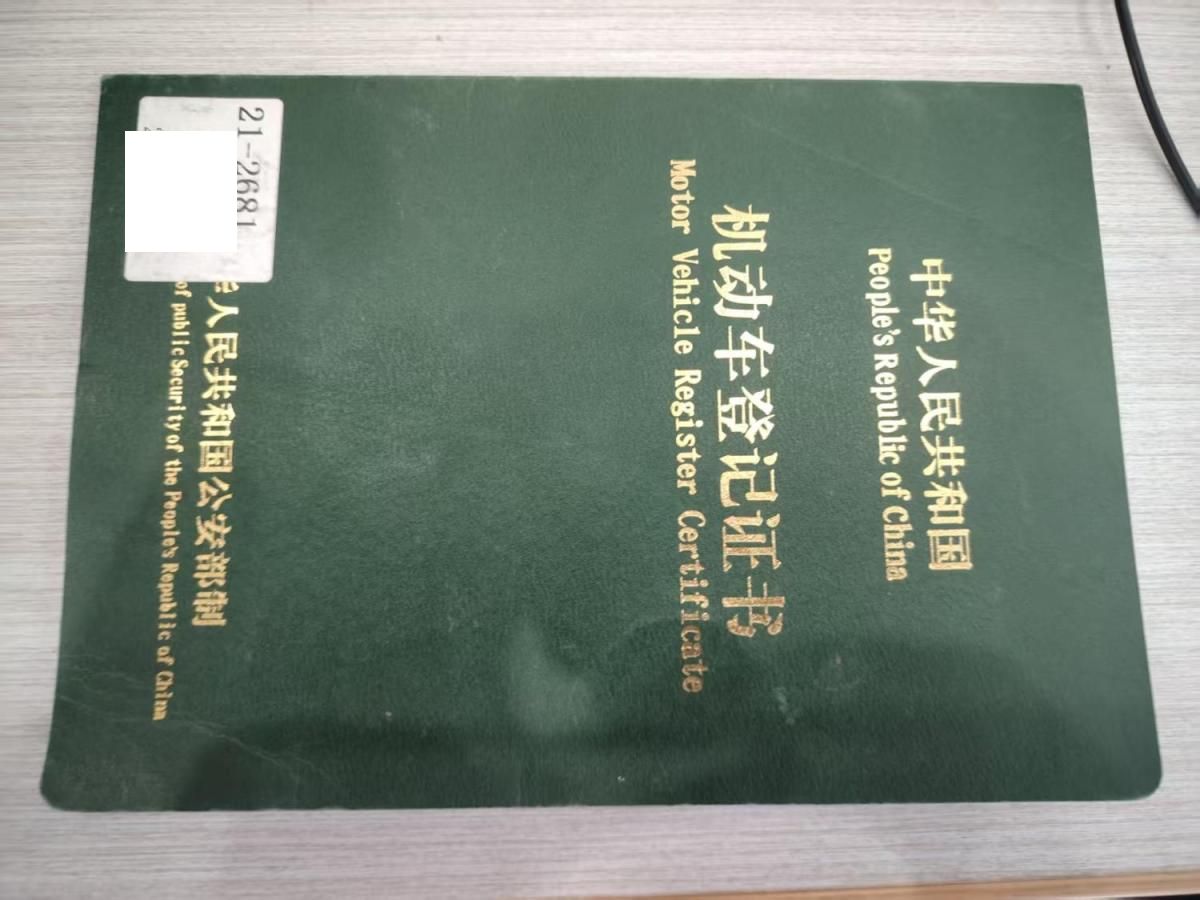 中华人民共和国
People's Republic of China
机动车登记证书
Motor Vehicle Register Certificate
21-2681
人民共和国公安部制
of public Security of the People's Republic of China